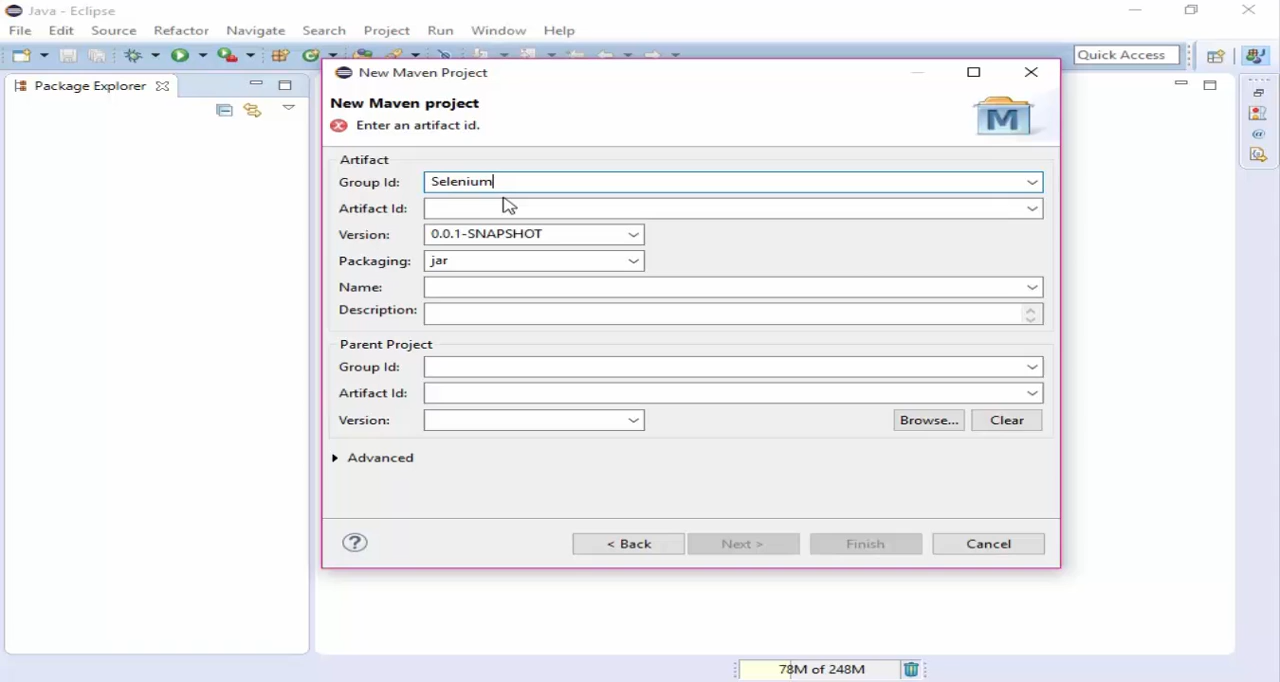 Java - Eclipse
File Edit Source Refactor Navigate Search Project Run Window Help
Quick Access
Package Explorer
New Maven Project
New Maven project
Enter an artifact id.
M
Artifact
Group Id: Selenium
Artifact Id:
Version: 0.0.1-SNAPSHOT
Packaging: jar
Name:
Description:
Parent Project
Group Id:
Artifact Id:
Version: Browse... Clear
Advanced
? < Back Next > Finish Cancel
78M of 248M